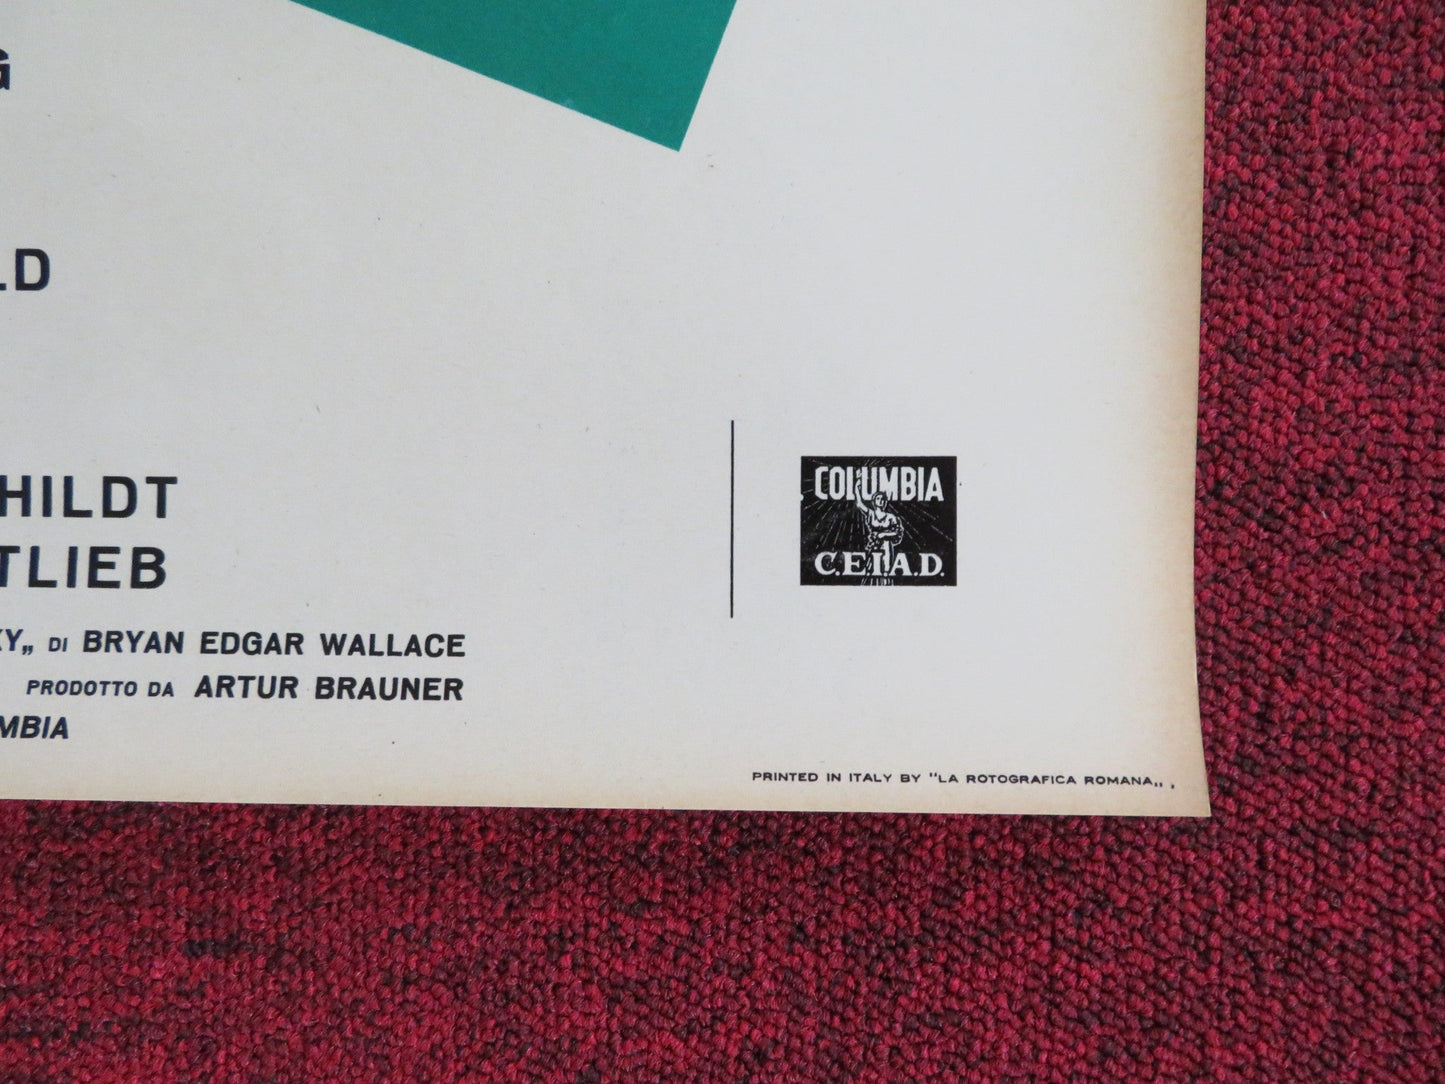 G
LD
HILDT
TLIEB
XY„ DI BRYAN EDGAR WALLACE
PRODOTTO DA ARTUR BRAUNER
MBIA
COLUMBIA
C.E.I.A.D.
PRINTED IN ITALY BY "LA ROTOGRAFICA ROMANA„ ,